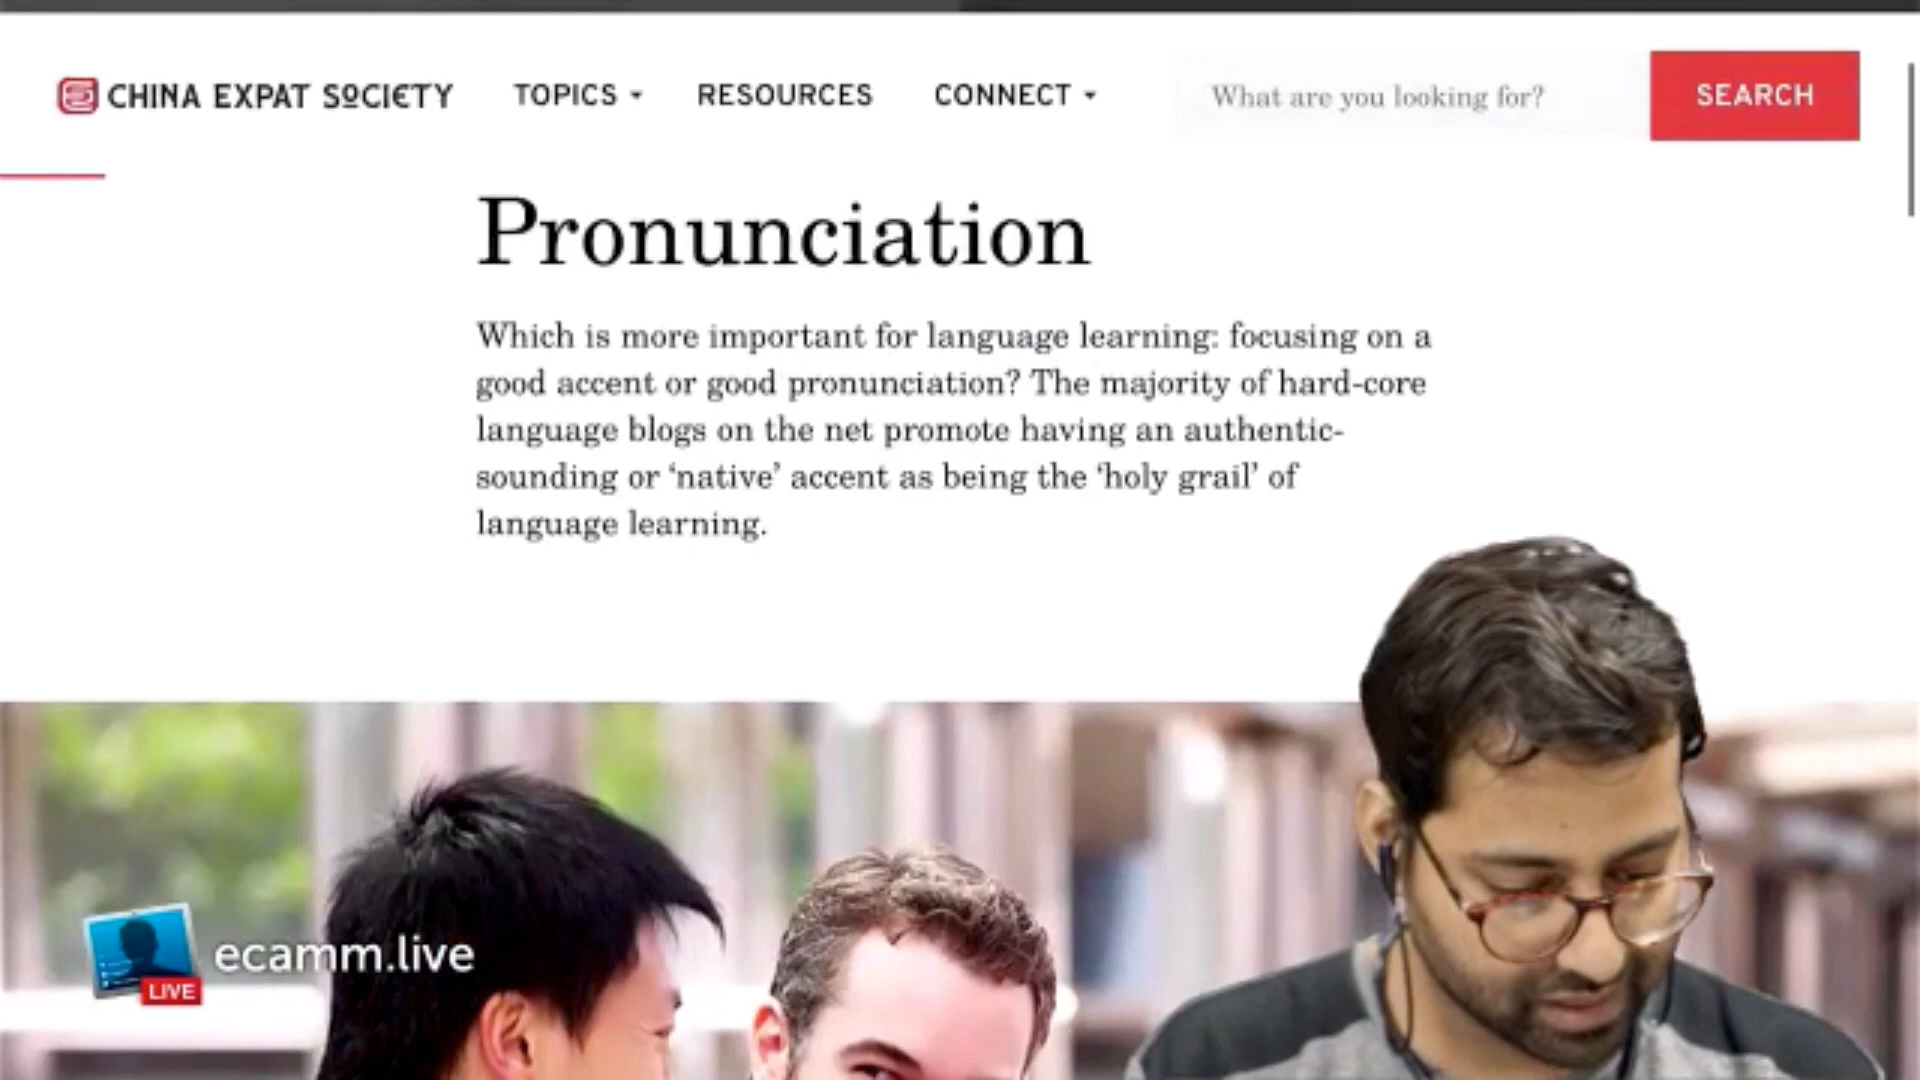 CHINA EXPAT SOCIETY
TOPICS
RESOURCES
CONNECT
What are you looking for?
SEARCH
Pronunciation
Which is more important for language learning: focusing on a
good accent or good pronunciation? The majority of hard-core
language blogs on the net promote having an authentic-
sounding or ‘native’ accent as being the ‘holy grail’ of
language learning.
ecamm.live
LIVE